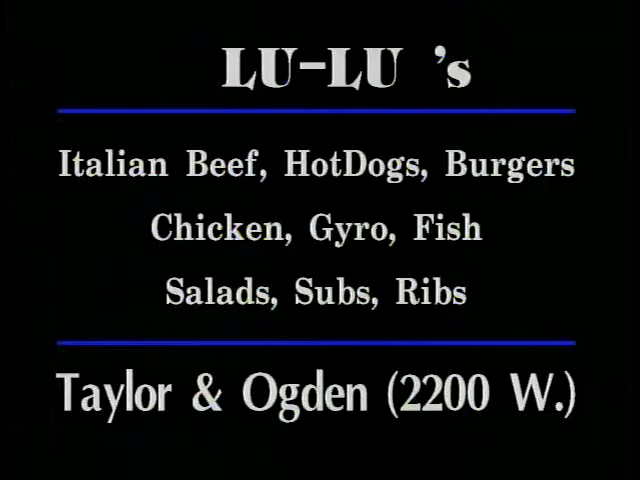 LU-LU 's
Italian Beef, HotDogs, Burgers
Chicken, Gyro, Fish
Salads, Subs, Ribs
Taylor & Ogden (2200 W.)